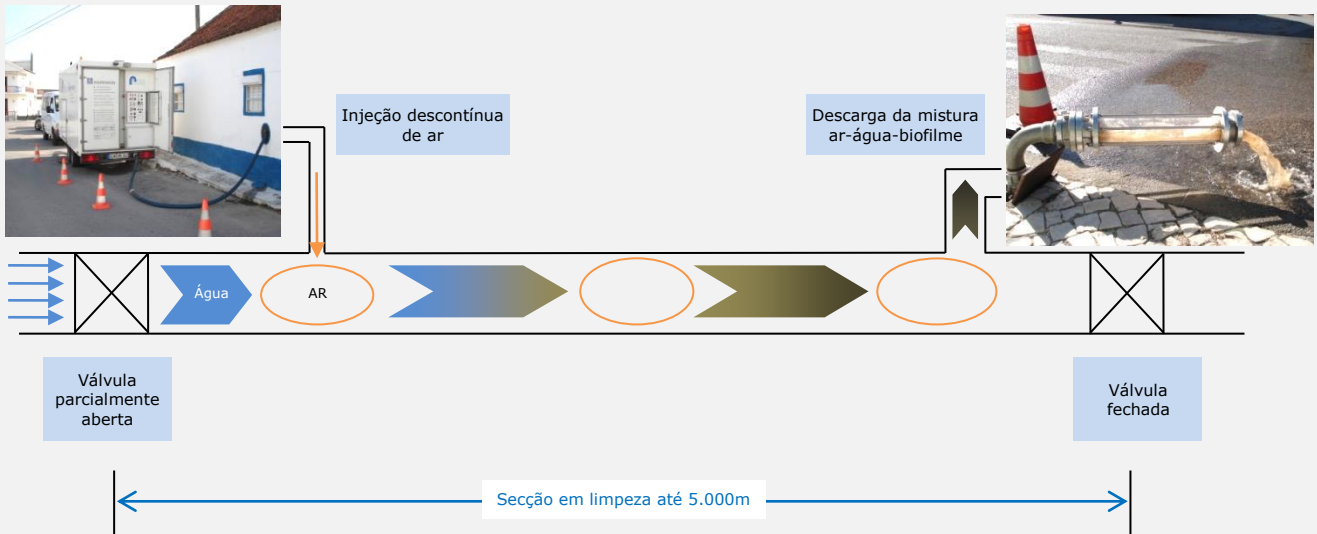 Injeção descontínua
de ar
Descarga da mistura
ar-água-biofilme
Água
AR
Válvula
parcialmente
aberta
Válvula
fechada
Secção em limpeza até 5.000m